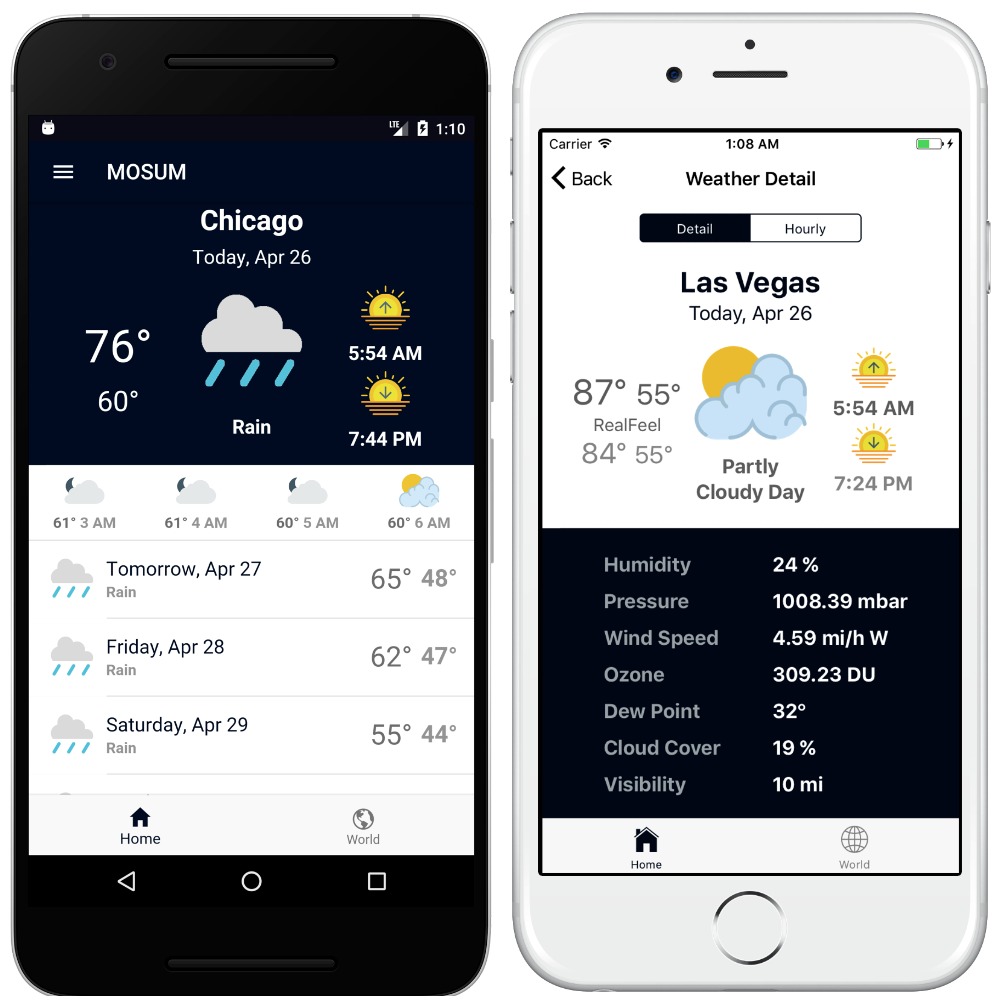 LTE 1:10
MOSUM
Chicago
Today, Apr 26
76°
60°
5:54 AM
7:44 PM
Rain
61° 3 AM 61° 4 AM 60° 5 AM 60° 6 AM
Tomorrow, Apr 27
Rain
65° 48°
Friday, Apr 28
Rain
62° 47°
Saturday, Apr 29
Rain
55° 44°
Home World
Carrier 1:08 AM
Back Weather Detail
Detail Hourly
Las Vegas
Today, Apr 26
87° 55°
RealFeel
84° 55°
Partly
Cloudy Day
5:54 AM
7:24 PM
Humidity 24 %
Pressure 1008.39 mbar
Wind Speed 4.59 mi/h W
Ozone 309.23 DU
Dew Point 32°
Cloud Cover 19 %
Visibility 10 mi
Home World